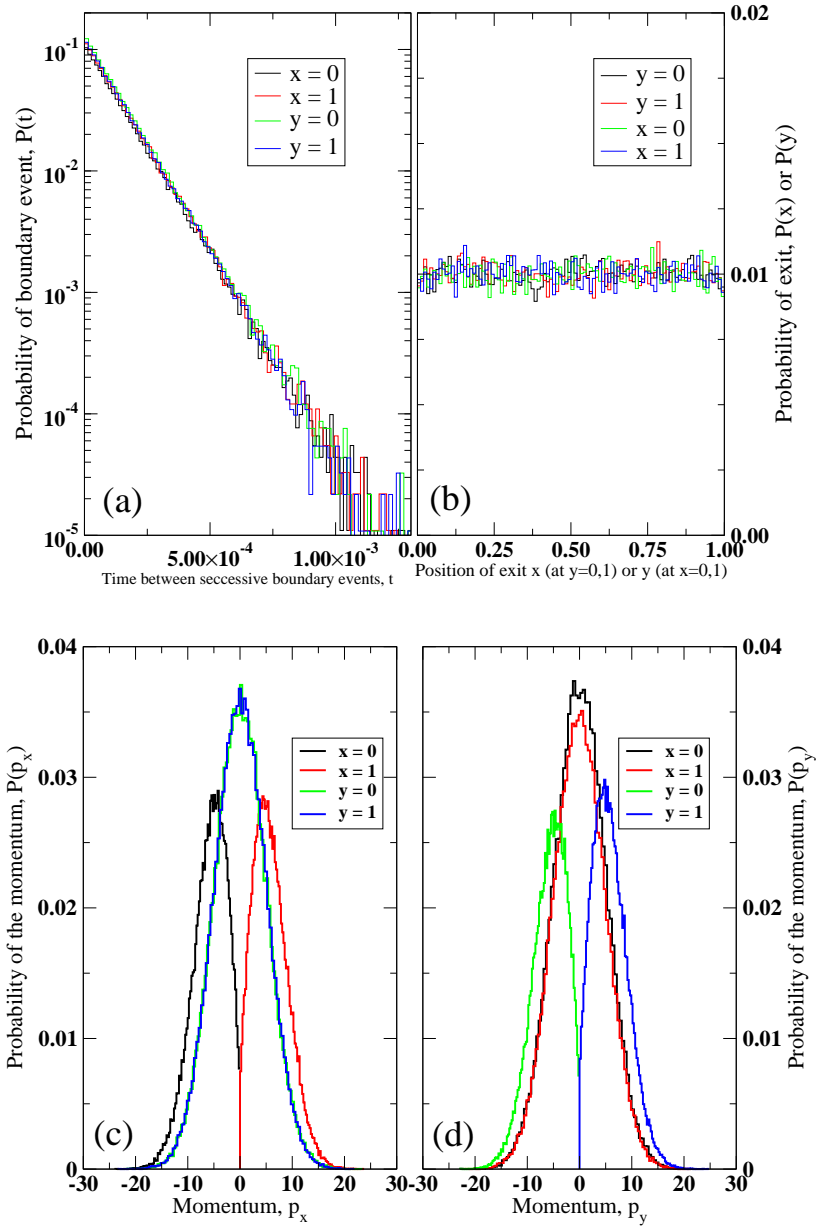 10^-1
10^-2
10^-3
10^-4
10^-5
Probability of boundary event, P(t)
x = 0
x = 1
y = 0
y = 1
(a)
0.00
5.00×10^-4
1.00×10^-3
Time between seccessive boundary events, t
y = 0
y = 1
x = 0
x = 1
(b)
0.02
0.01
0.00
Probability of exit, P(x) or P(y)
0.00 0.25 0.50 0.75 1.00
Position of exit x (at y=0,1) or y (at x=0,1)
0.04
0.03
0.02
0.01
0
Probability of the momentum, P(p_x)
x = 0
x = 1
y = 0
y = 1
(c)
-30 -20 -10 0 10 20 30
Momentum, p_x
x = 0
x = 1
y = 0
y = 1
(d)
0.04
0.03
0.02
0.01
0
Probability of the momentum, P(p_y)
-30 -20 -10 0 10 20 30
Momentum, p_y